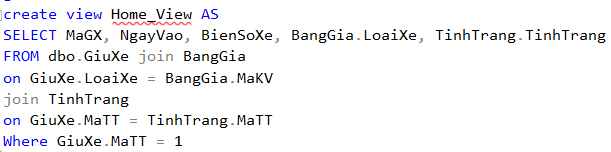 create view Home_View AS
SELECT MaGX, NgayVao, BienSoXe, BangGia.LoaiXe, TinhTrang.TinhTrang
FROM dbo.GiuXe join BangGia
on GiuXe.LoaiXe = BangGia.MaKV
join TinhTrang
on GiuXe.MaTT = TinhTrang.MaTT
Where GiuXe.MaTT = 1